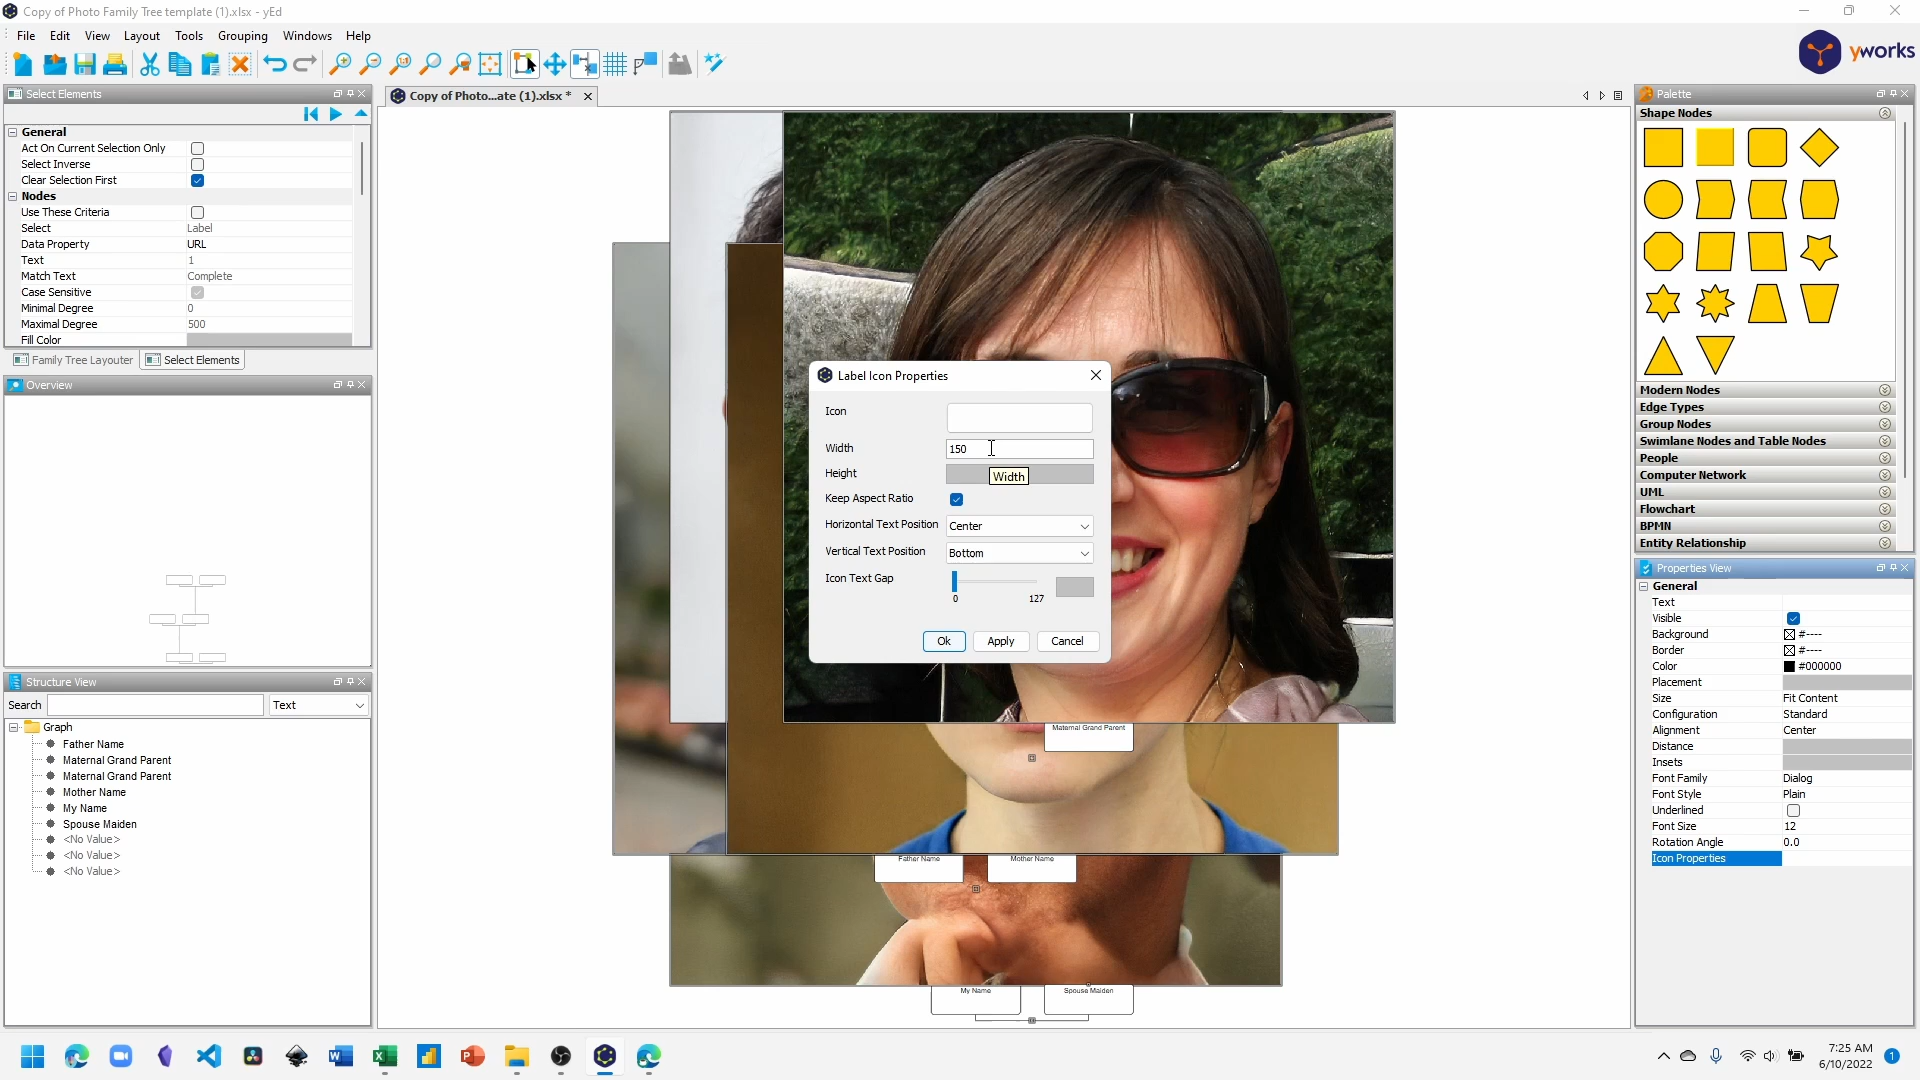 Copy of Photo Family Tree template (1).xlsx - yEd
File Edit View Layout Tools Grouping Windows Help
yworks
Select Elements
General
Act On Current Selection Only
Select Inverse
Clear Selection First
Nodes
Use These Criteria
Select Label
Data Property URL
Text 1
Match Text Complete
Case Sensitive
Minimal Degree 0
Maximal Degree 500
Fill Color
Family Tree Layouter Select Elements
Overview
Structure View
Search Text
Graph
Father Name
Maternal Grand Parent
Maternal Grand Parent
Mother Name
My Name
Spouse Maiden
<No Value>
<No Value>
<No Value>
Copy of Photo...ate (1).xlsx *
Label Icon Properties
Icon
Width 150
Height
Width
Keep Aspect Ratio
Horizontal Text Position Center
Vertical Text Position Bottom
Icon Text Gap
0 127
Ok Apply Cancel
Maternal Grand Parent
Father Name Mother Name
My Name Spouse Maiden
Palette
Shape Nodes
Modern Nodes
Edge Types
Group Nodes
Swimlane Nodes and Table Nodes
People
Computer Network
UML
Flowchart
BPMN
Entity Relationship
Properties View
General
Text
Visible
Background #----
Border #----
Color #000000
Placement
Size Fit Content
Configuration Standard
Alignment Center
Distance
Insets
Font Family Dialog
Font Style Plain
Underlined
Font Size 12
Rotation Angle 0.0
Icon Properties
7:25 AM
6/10/2022
1